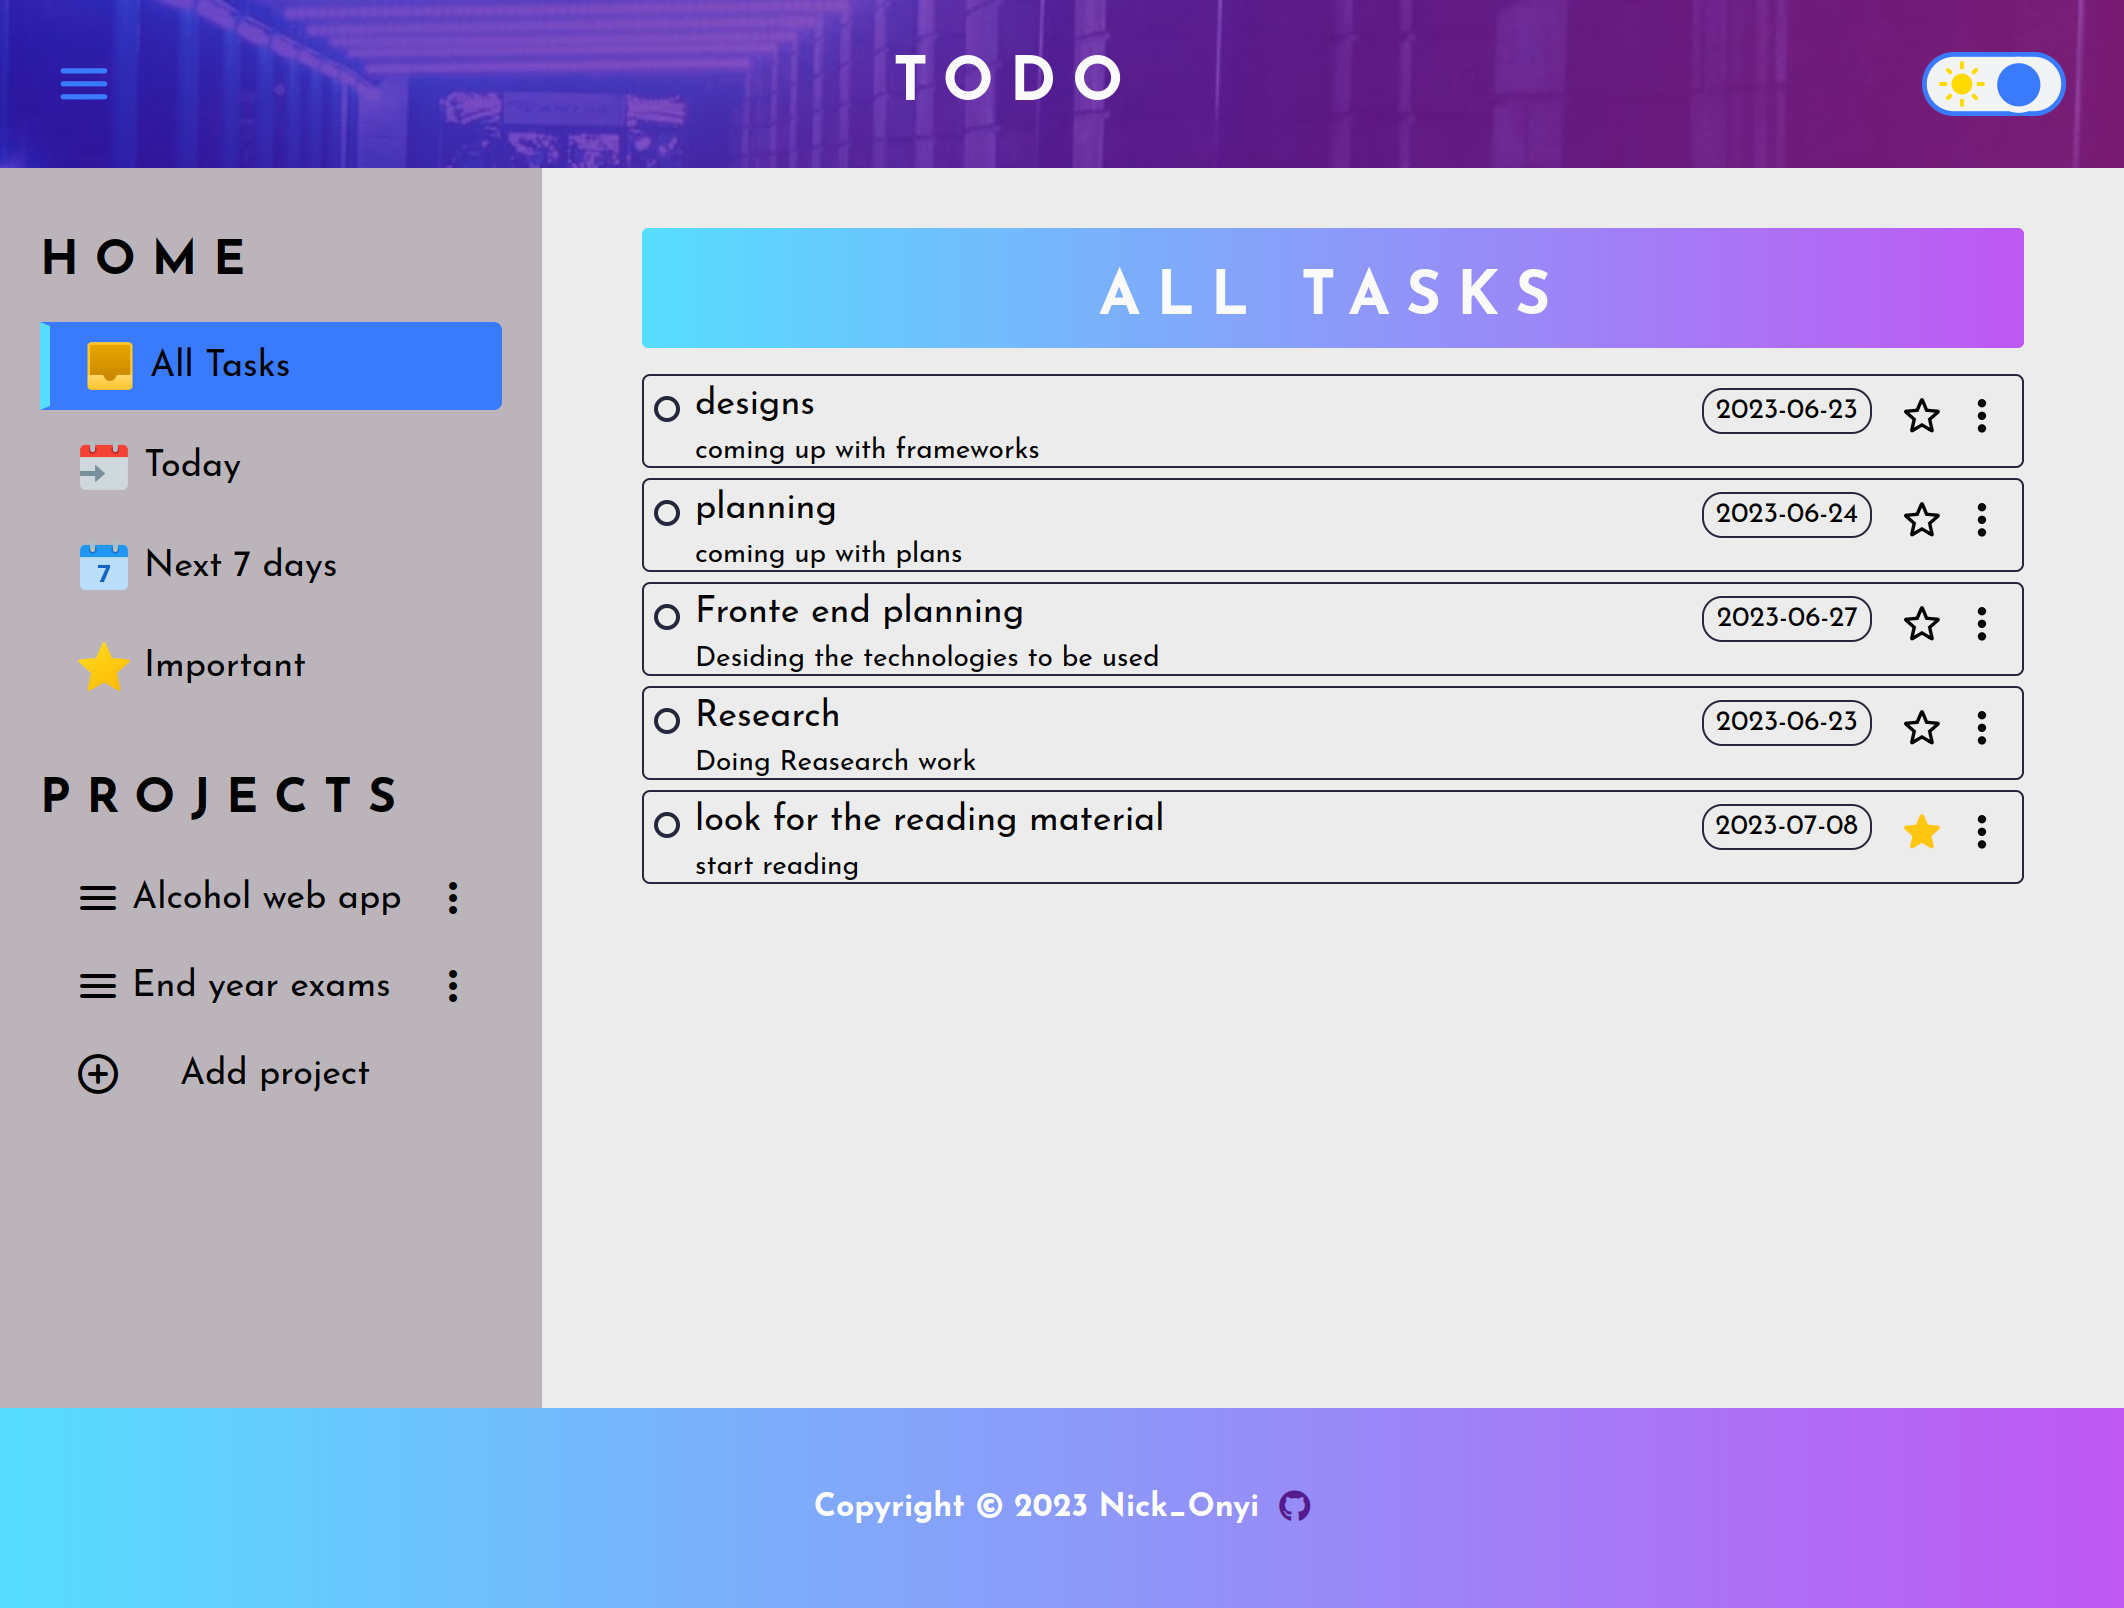 TODO
HOME
All Tasks
Today
7
Next 7 days
Important
PROJECTS
Alcohol web app
End year exams
Add project
ALL TASKS
designs
2023-06-23
coming up with frameworks
planning
2023-06-24
coming up with plans
Fronte end planning
2023-06-27
Desiding the technologies to be used
Research
2023-06-23
Doing Reasearch work
look for the reading material
2023-07-08
start reading
Copyright © 2023 Nick_Onyi